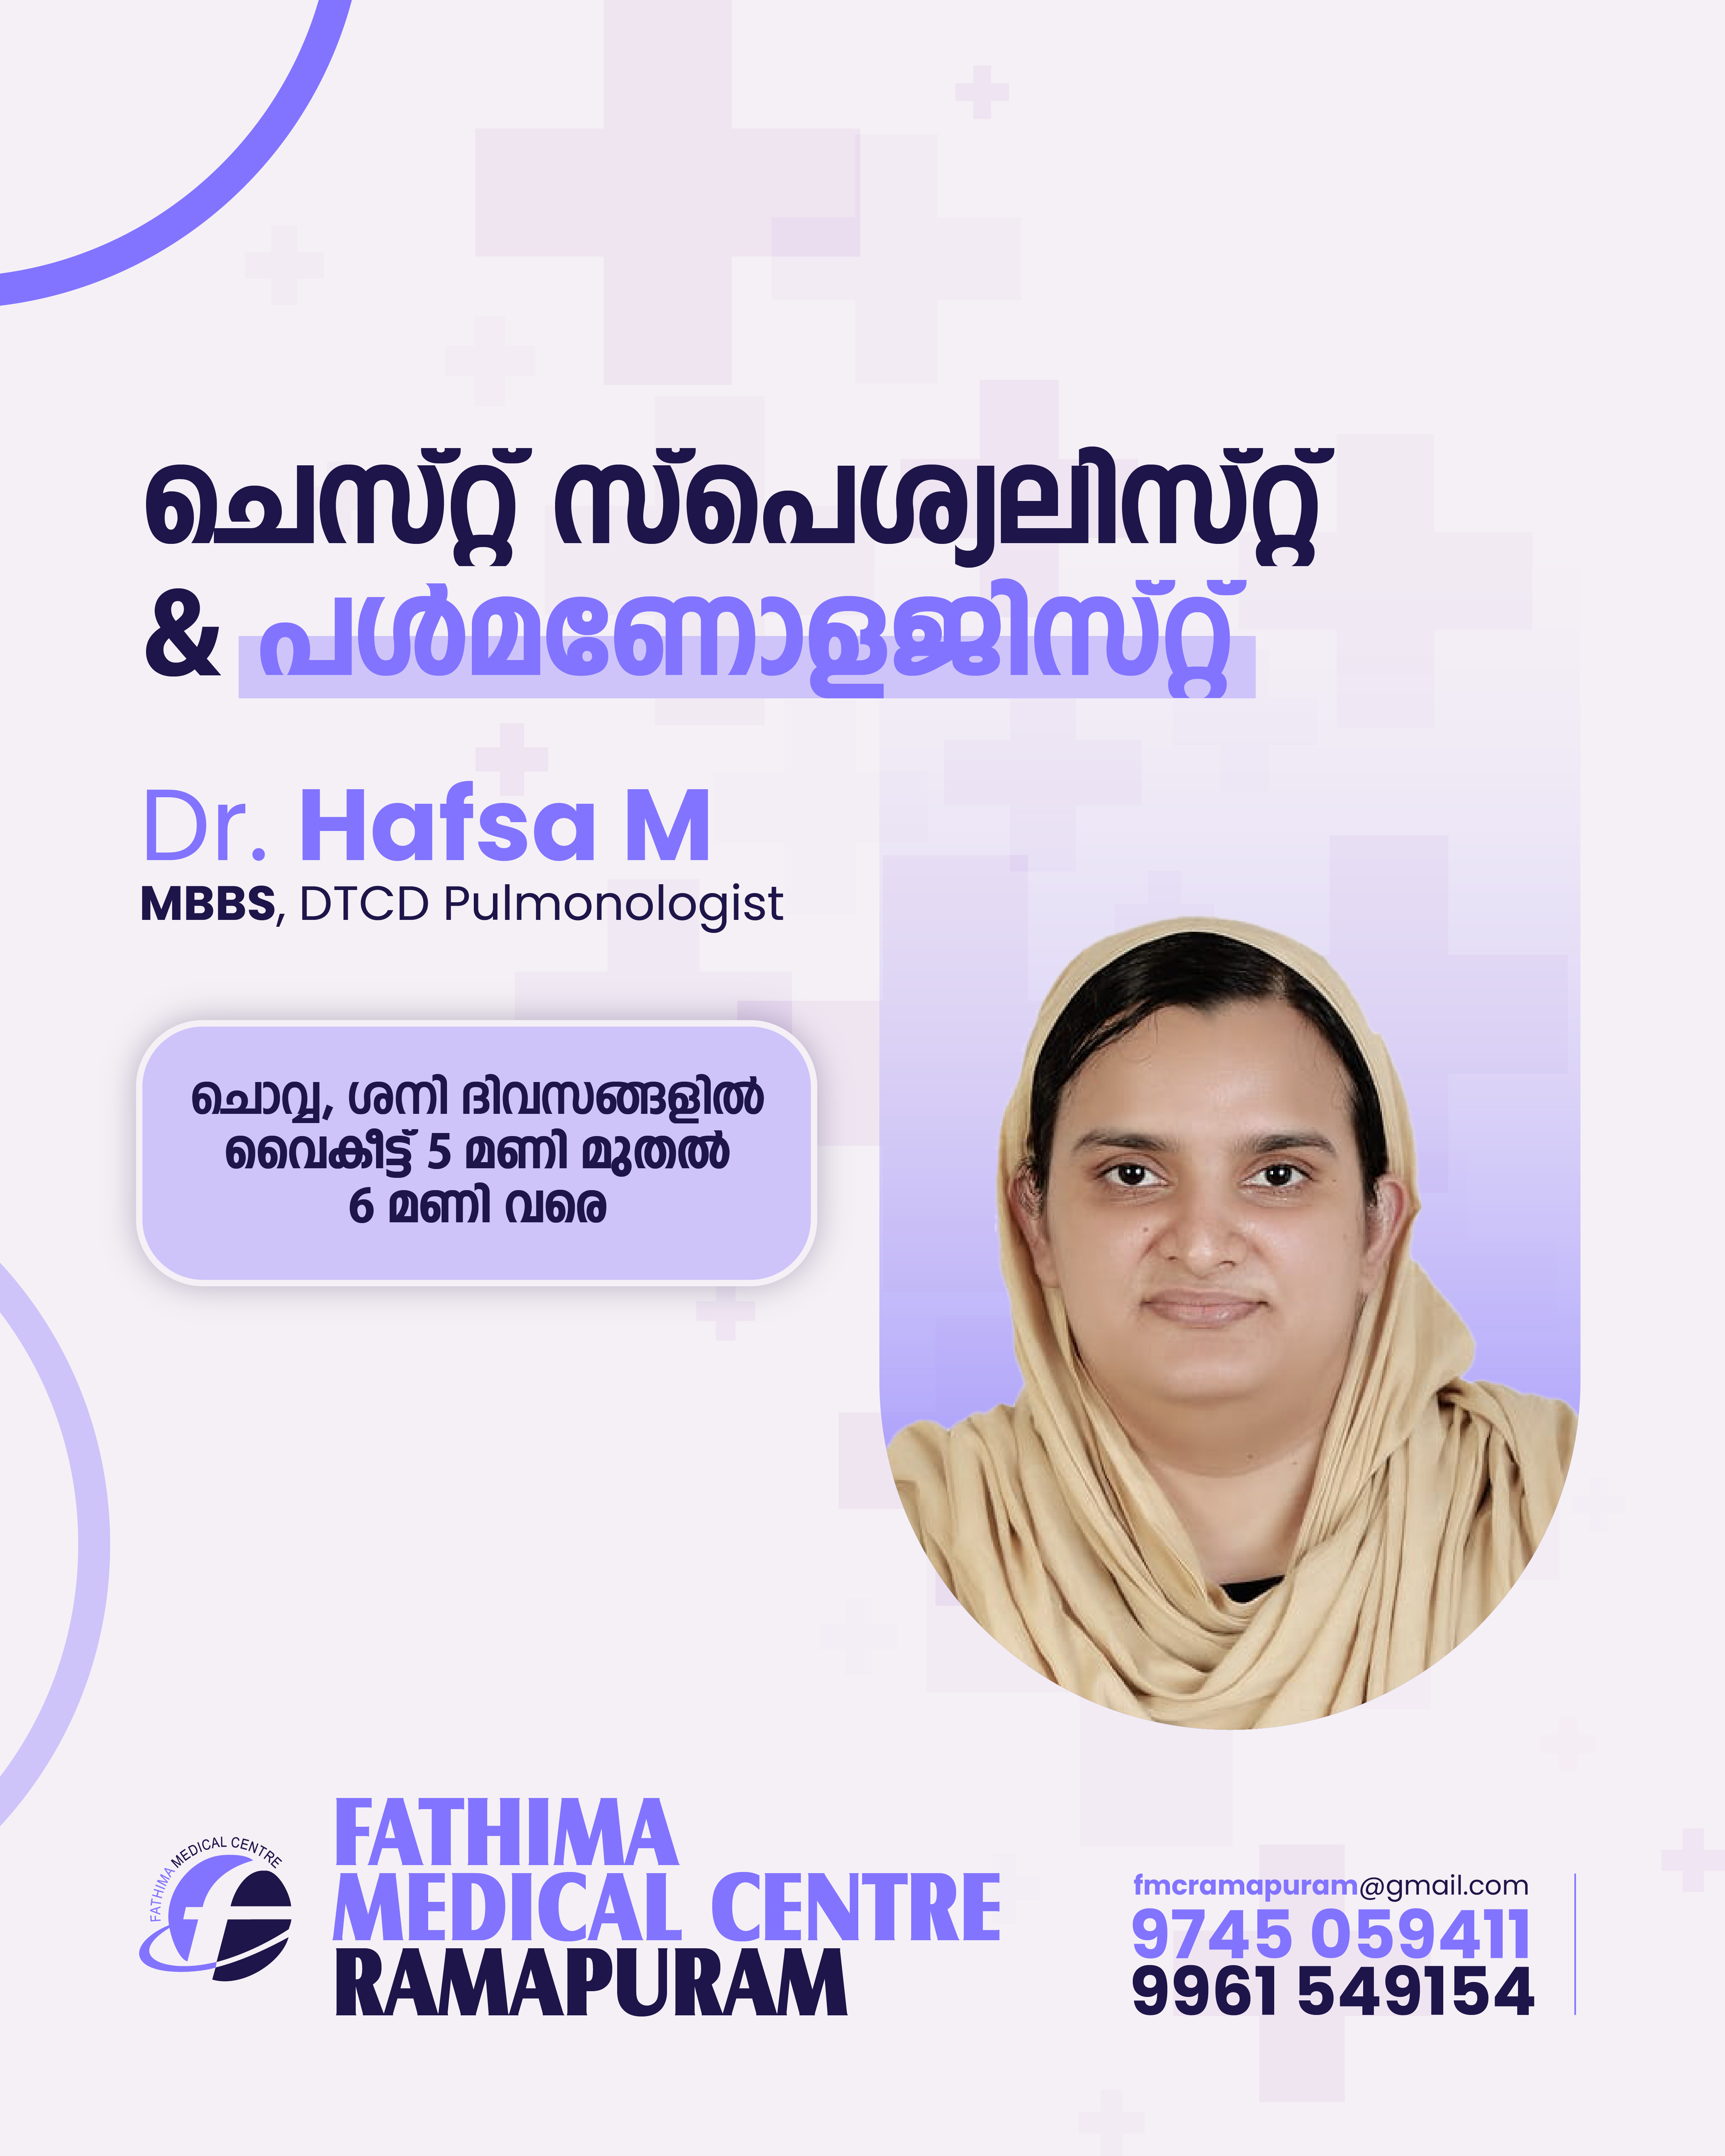 ചെസ്റ്റ് സ്പെശ്യലിസ്റ്റ്
& പൾമണോളജിസ്റ്റ്
Dr. Hafsa M
MBBS, DTCD Pulmonologist
ചൊവ്വ, ശനി ദിവസങ്ങളിൽ
വൈകീട്ട് 5 മണി മുതൽ
6 മണി വരെ
FATHIMA MEDICAL CENTRE
FATHIMA
MEDICAL CENTRE
RAMAPURAM
fmcramapuram@gmail.com
9745 059411
9961 549154